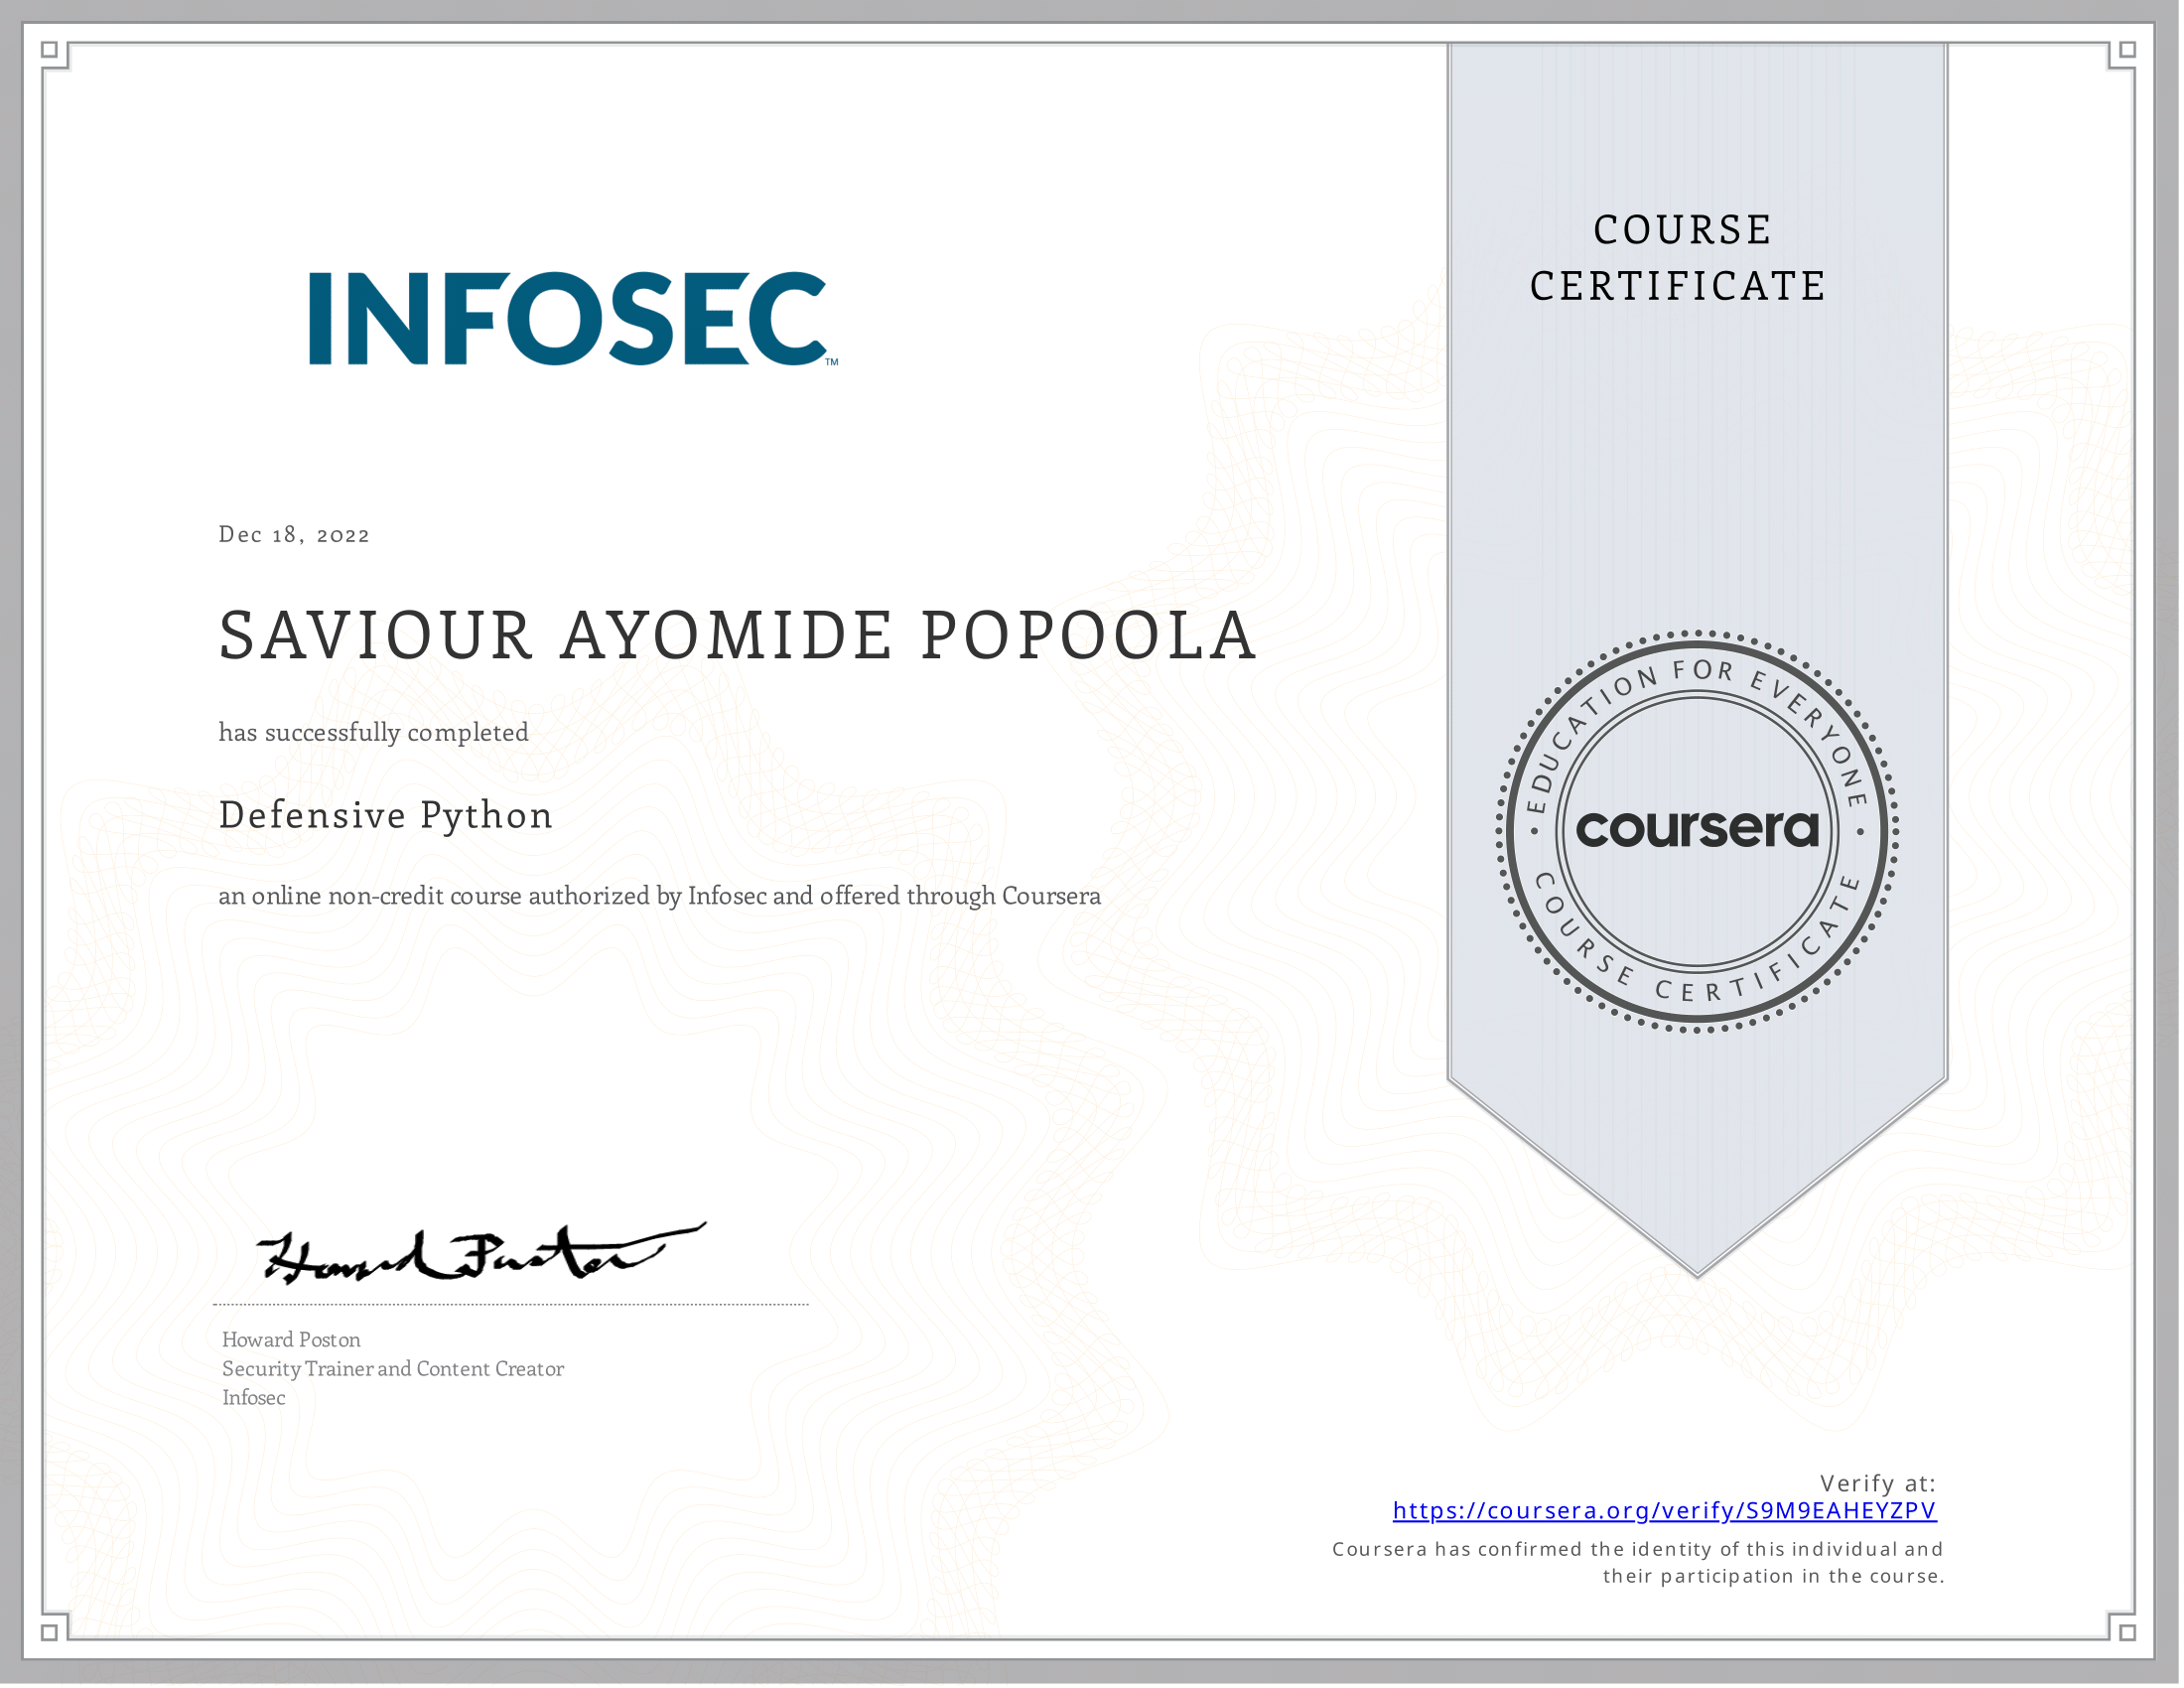 INFOSEC™
COURSE
CERTIFICATE
Dec 18, 2022
SAVIOUR AYOMIDE POPOOLA
has successfully completed
Defensive Python
an online non-credit course authorized by Infosec and offered through Coursera
EDUCATION FOR EVERYONE
coursera
COURSE CERTIFICATE
Howard Poston
Howard Poston
Security Trainer and Content Creator
Infosec
Verify at:
https://coursera.org/verify/S9M9EAHEYZPV
Coursera has confirmed the identity of this individual and
their participation in the course.